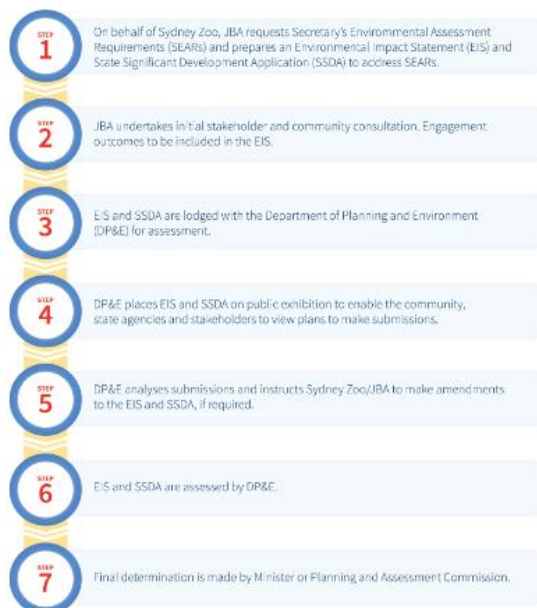 STEP
1
On behalf of Sydney Zoo, JBA requests Secretary's Environmental Assessment
Requirements (SEARs) and prepares an Environmental Impact Statement (EIS) and
State Significant Development Application (SSDA) to address SEARs.
STEP
2
JBA undertakes initial stakeholder and community consultation. Engagement
outcomes to be included in the EIS.
STEP
3
EIS and SSDA are lodged with the Department of Planning and Environment
(DP&E) for assessment.
STEP
4
DP&E places EIS and SSDA on public exhibition to enable the community,
state agencies and stakeholders to view plans to make submissions.
STEP
5
DP&E analyses submissions and instructs Sydney Zoo/JBA to make amendments
to the EIS and SSDA, if required.
STEP
6
EIS and SSDA are assessed by DP&E.
STEP
7
Final determination is made by Minister or Planning and Assessment Commission.